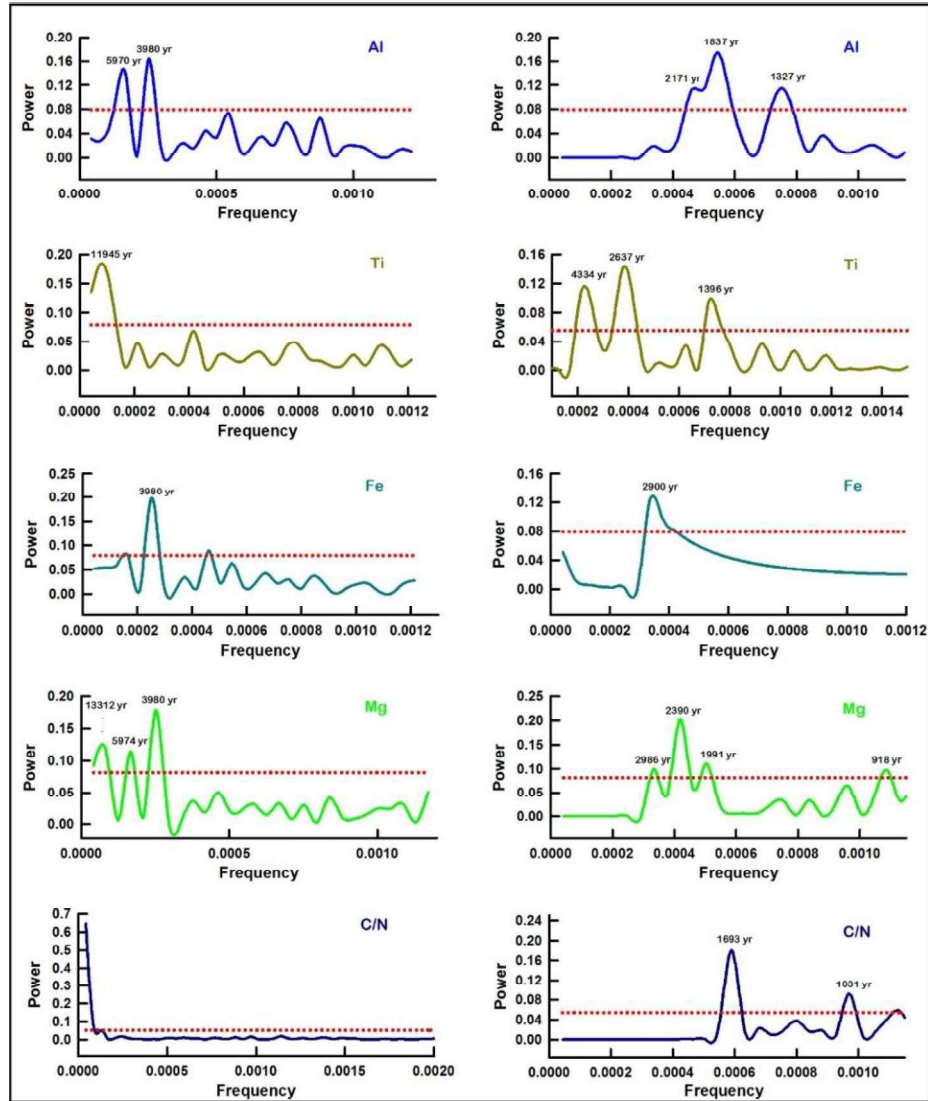 0.20
0.16
0.12
0.08
0.04
0.00
Power
5970 yr
3980 yr
Al
0.0000
0.0005
0.0010
Frequency
0.20
0.16
0.12
0.08
0.04
0.00
Power
2171 yr
1837 yr
1327 yr
Al
0.0000 0.0002 0.0004 0.0006 0.0008 0.0010
Frequency
0.20
0.15
0.10
0.05
0.00
Power
11945 yr
Ti
0.0000 0.0002 0.0004 0.0006 0.0008 0.0010 0.0012
Frequency
0.16
0.12
0.08
0.04
0.00
Power
4334 yr
2637 yr
1396 yr
Ti
0.0002 0.0004 0.0006 0.0008 0.0010 0.0012 0.0014
Frequency
0.25
0.20
0.15
0.10
0.05
0.00
Power
3980 yr
Fe
0.0000 0.0002 0.0004 0.0006 0.0008 0.0010 0.0012
Frequency
0.16
0.12
0.08
0.04
0.00
Power
2900 yr
Fe
0.0000 0.0002 0.0004 0.0006 0.0008 0.0010 0.0012
Frequency
0.20
0.15
0.10
0.05
0.00
Power
13312 yr
5974 yr
3980 yr
Mg
0.0000 0.0005 0.0010
Frequency
0.25
0.20
0.15
0.10
0.05
0.00
Power
2986 yr
2390 yr
1991 yr
918 yr
Mg
0.0000 0.0002 0.0004 0.0006 0.0008 0.0010
Frequency
0.7
0.6
0.5
0.4
0.3
0.2
0.1
0.0
Power
C/N
0.0000 0.0005 0.0010 0.0015 0.0020
Frequency
0.24
0.20
0.16
0.12
0.08
0.04
0.00
Power
1693 yr
1031 yr
C/N
0.0000 0.0002 0.0004 0.0006 0.0008 0.0010
Frequency